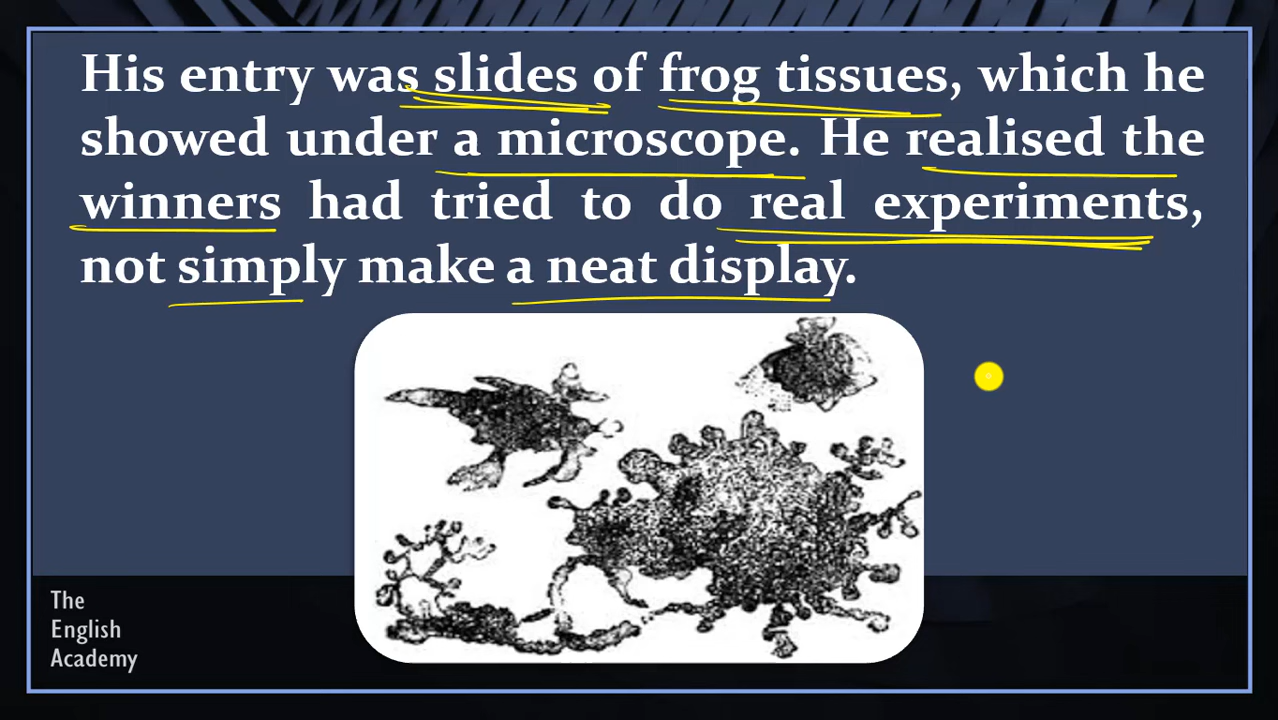 His entry was slides of frog tissues, which he
showed under a microscope. He realised the
winners had tried to do real experiments,
not simply make a neat display.
The
English
Academy